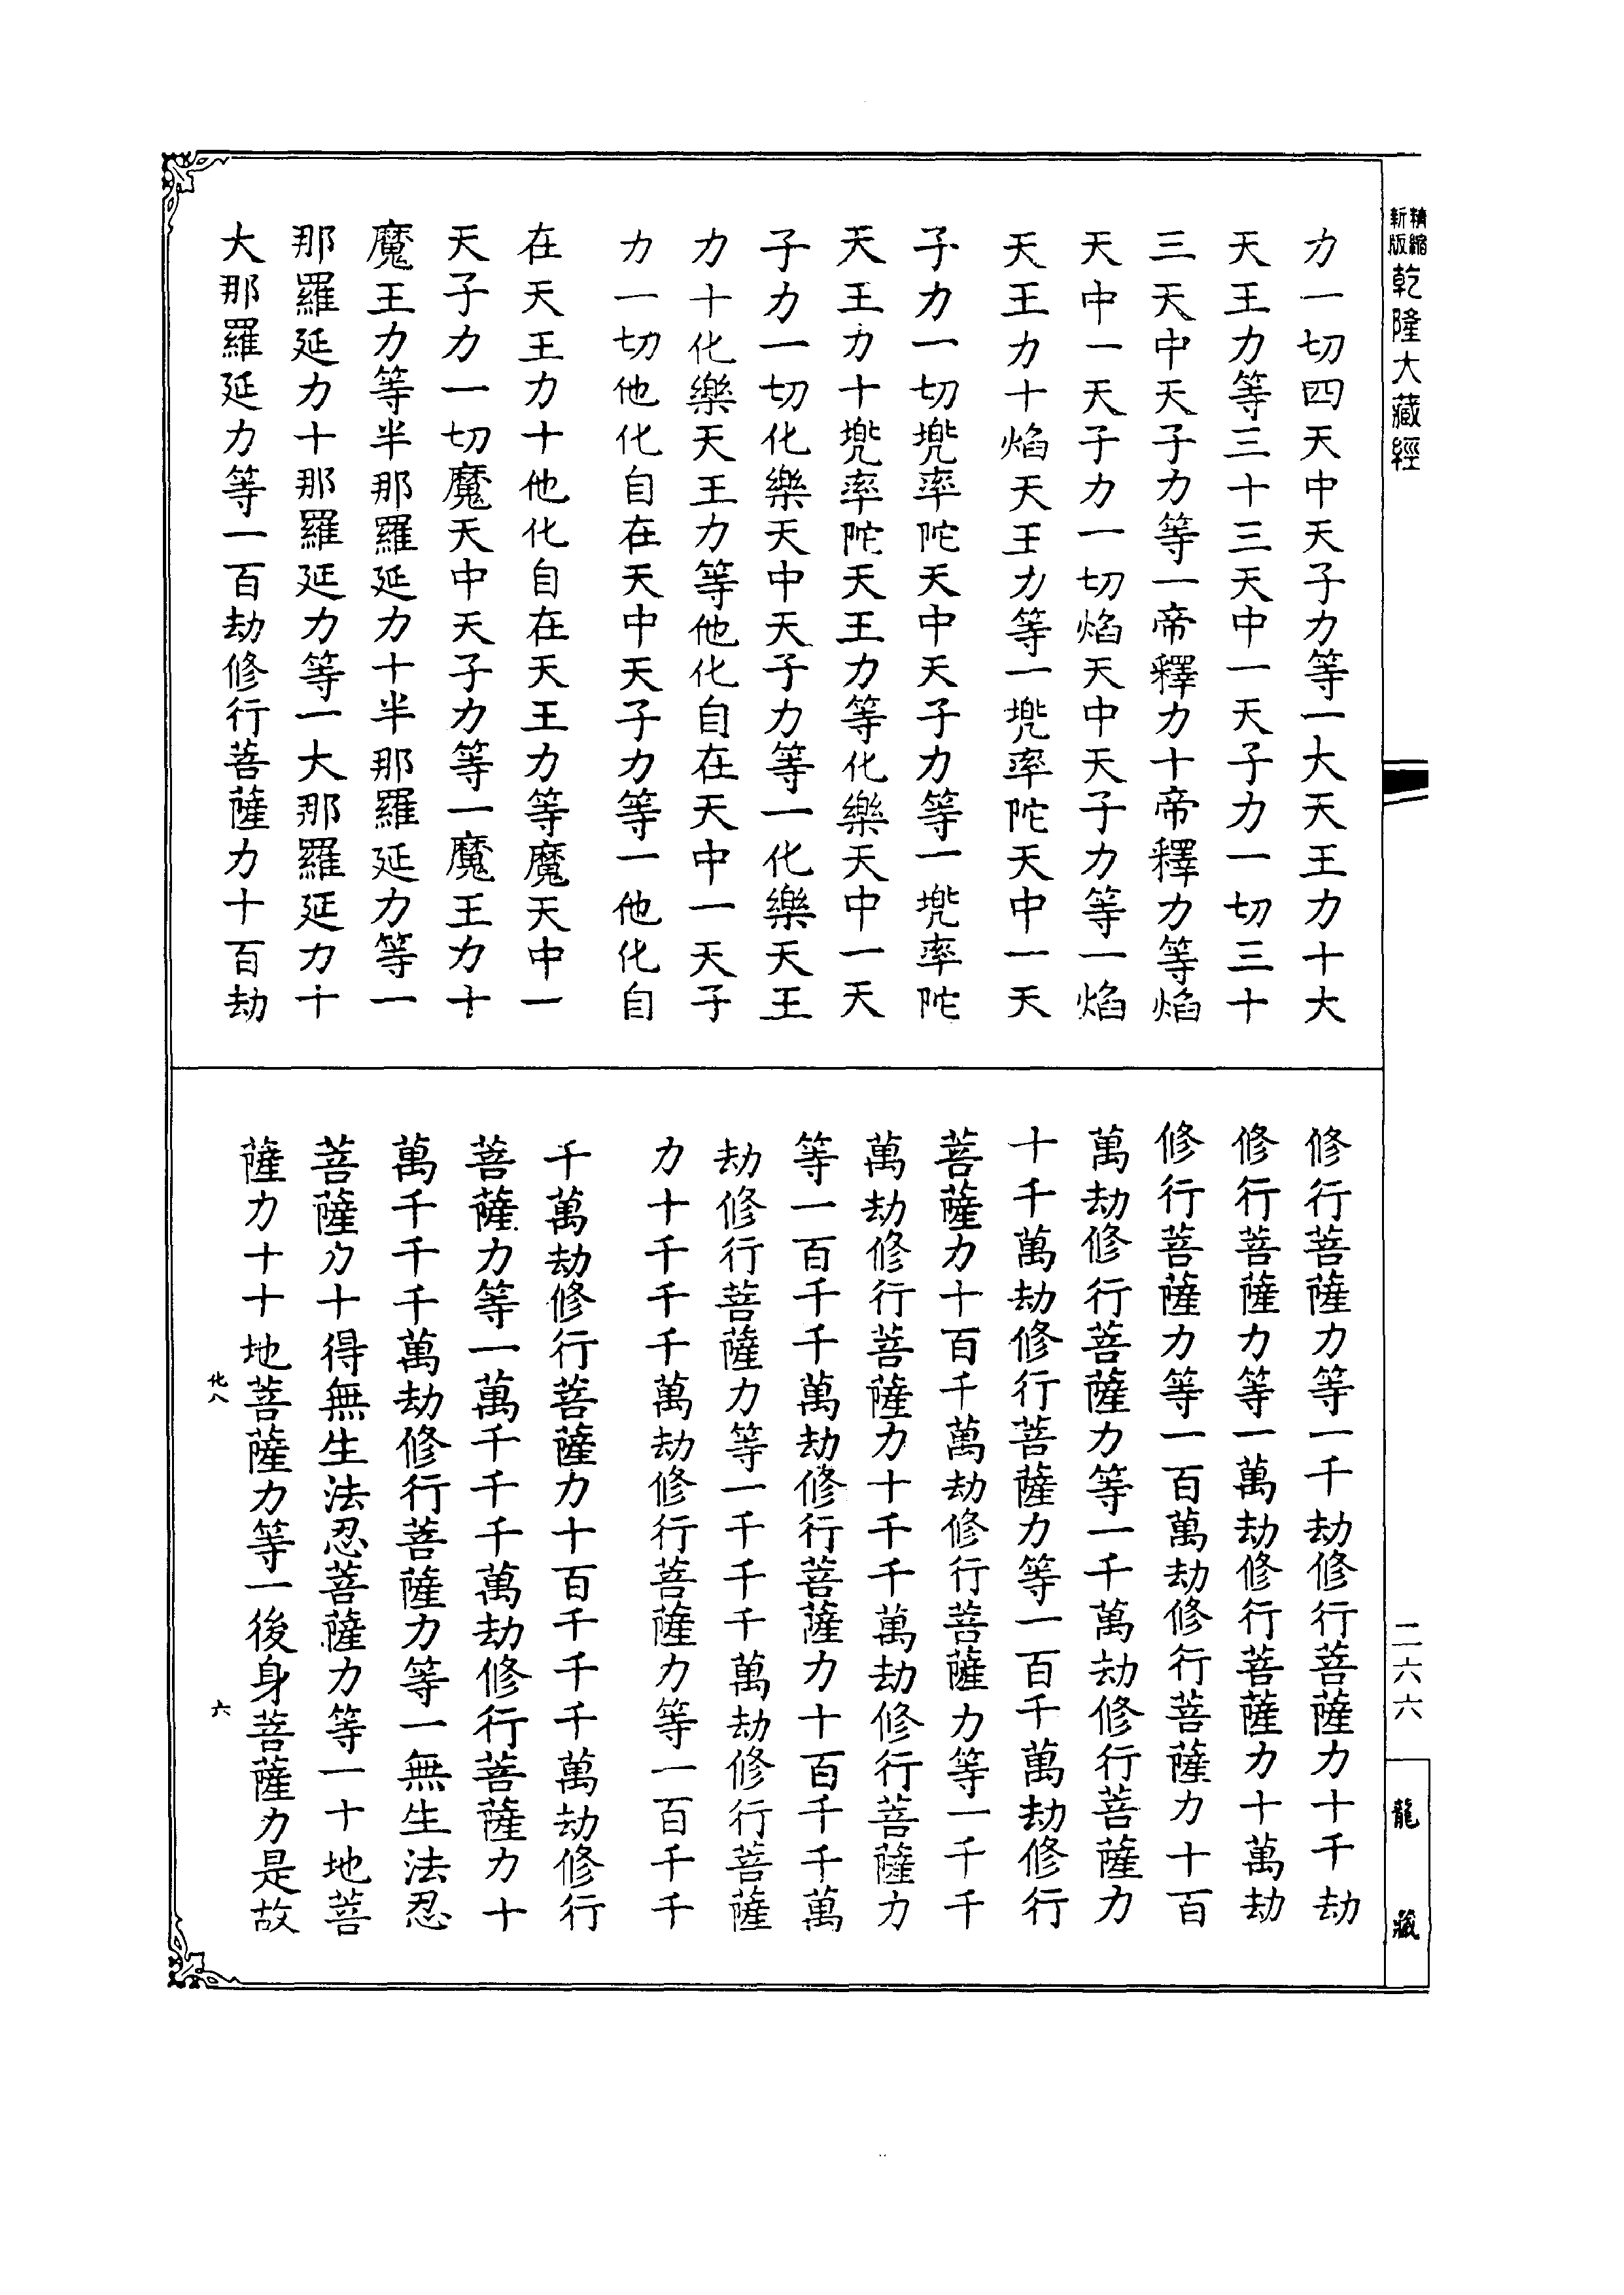 精縮新版乾隆大藏經
力一切四天中天子力等一大天王力十大
天王力等三十三天中一天子力一切三十
三天中天子力等一帝釋力十帝釋力等焰
天中一天子力一切焰天中天子力等一焰
天王力十焰天王力等一兠率陀天中一天
子力一切兠率陀天中天子力等一兠率陀
天王力十兠率陀天王力等化樂天中一天
子力一切化樂天中天子力等一化樂天王
力十化樂天王力等他化自在天中一天子
力一切他化自在天中天子力等一他化自
在天王力十他化自在天王力等魔天中一
天子力一切魔天中天子力等一魔王力十
魔王力等半那羅延力十半那羅延力等一
那羅延力十那羅延力等一大那羅延力十
大那羅延力等一百劫修行菩薩力十百劫
修行菩薩力等一千劫修行菩薩力十千劫
修行菩薩力等一萬劫修行菩薩力十萬劫
修行菩薩力等一百萬劫修行菩薩力十百
萬劫修行菩薩力等一千萬劫修行菩薩力
十千萬劫修行菩薩力等一百千萬劫修行
菩薩力十百千萬劫修行菩薩力等一千千
萬劫修行菩薩力十千千萬劫修行菩薩力
等一百千千萬劫修行菩薩力十百千千萬
劫修行菩薩力等一千千千萬劫修行菩薩
力十千千千萬劫修行菩薩力等一百千千
千萬劫修行菩薩力十百千千千萬劫修行
菩薩力等一萬千千千萬劫修行菩薩力十
萬千千千萬劫修行菩薩力等一無生法忍
菩薩力十得無生法忍菩薩力等一十地菩
薩力十十地菩薩力等一後身菩薩力是故
化八
六
二六六
龍藏